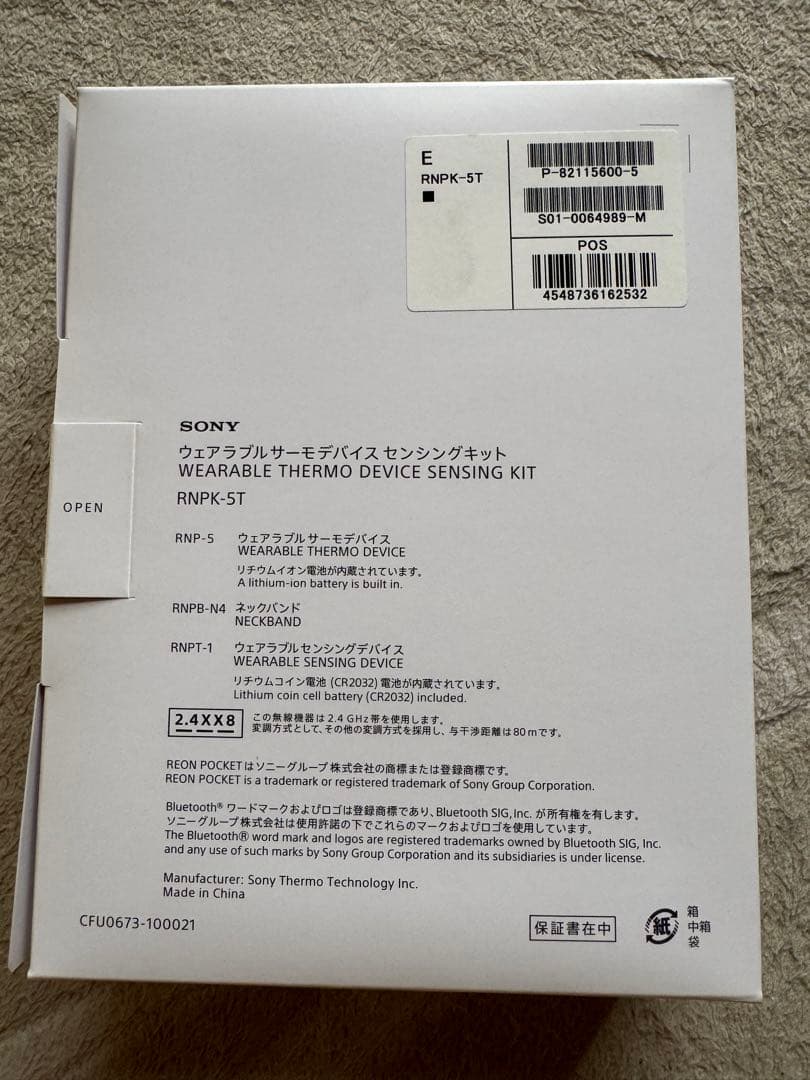 E
RNPK-5T
P-82115600-5
S01-0064989-M
POS
4548736162532
SONY
ウェアラブルサーモデバイス センシングキット
WEARABLE THERMO DEVICE SENSING KIT
RNPK-5T
OPEN
RNP-5 ウェアラブルサーモデバイス
WEARABLE THERMO DEVICE
リチウムイオン電池が内蔵されています。
A lithium-ion battery is built in.
RNPB-N4 ネックバンド
NECKBAND
RNPT-1 ウェアラブルセンシングデバイス
WEARABLE SENSING DEVICE
リチウムコイン電池 (CR2032) 電池が内蔵されています。
Lithium coin cell battery (CR2032) included.
2.4XX8
この無線機器は2.4 GHz帯を使用します。
変調方式として、その他の変調方式を採用し、与干渉距離は80mです。
REON POCKETはソニーグループ株式会社の商標または登録商標です。
REON POCKET is a trademark or registered trademark of Sony Group Corporation.
Bluetooth® ワードマークおよびロゴは登録商標であり、Bluetooth SIG, Inc. が所有権を有します。
ソニーグループ株式会社は使用許諾の下でこれらのマークおよびロゴを使用しています。
The Bluetooth® word mark and logos are registered trademarks owned by Bluetooth SIG, Inc.
and any use of such marks by Sony Group Corporation and its subsidiaries is under license.
Manufacturer: Sony Thermo Technology Inc.
Made in China
CFU0673-100021
保証書在中
紙
箱
中箱
袋